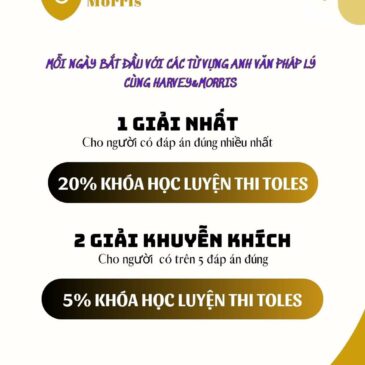 Morris
MỖI NGÀY BẮT ĐẦU VỚI CÁC TỪ VỰNG ANH VĂN PHÁP LÝ
CÙNG HARVEY&MORRIS
1 GIẢI NHẤT
Cho người có đáp án đúng nhiều nhất
20% KHÓA HỌC LUYỆN THI TOLES
2 GIẢI KHUYỄN KHÍCH
Cho người có trên 5 đáp án đúng
5% KHÓA HỌC LUYỆN THI TOLES